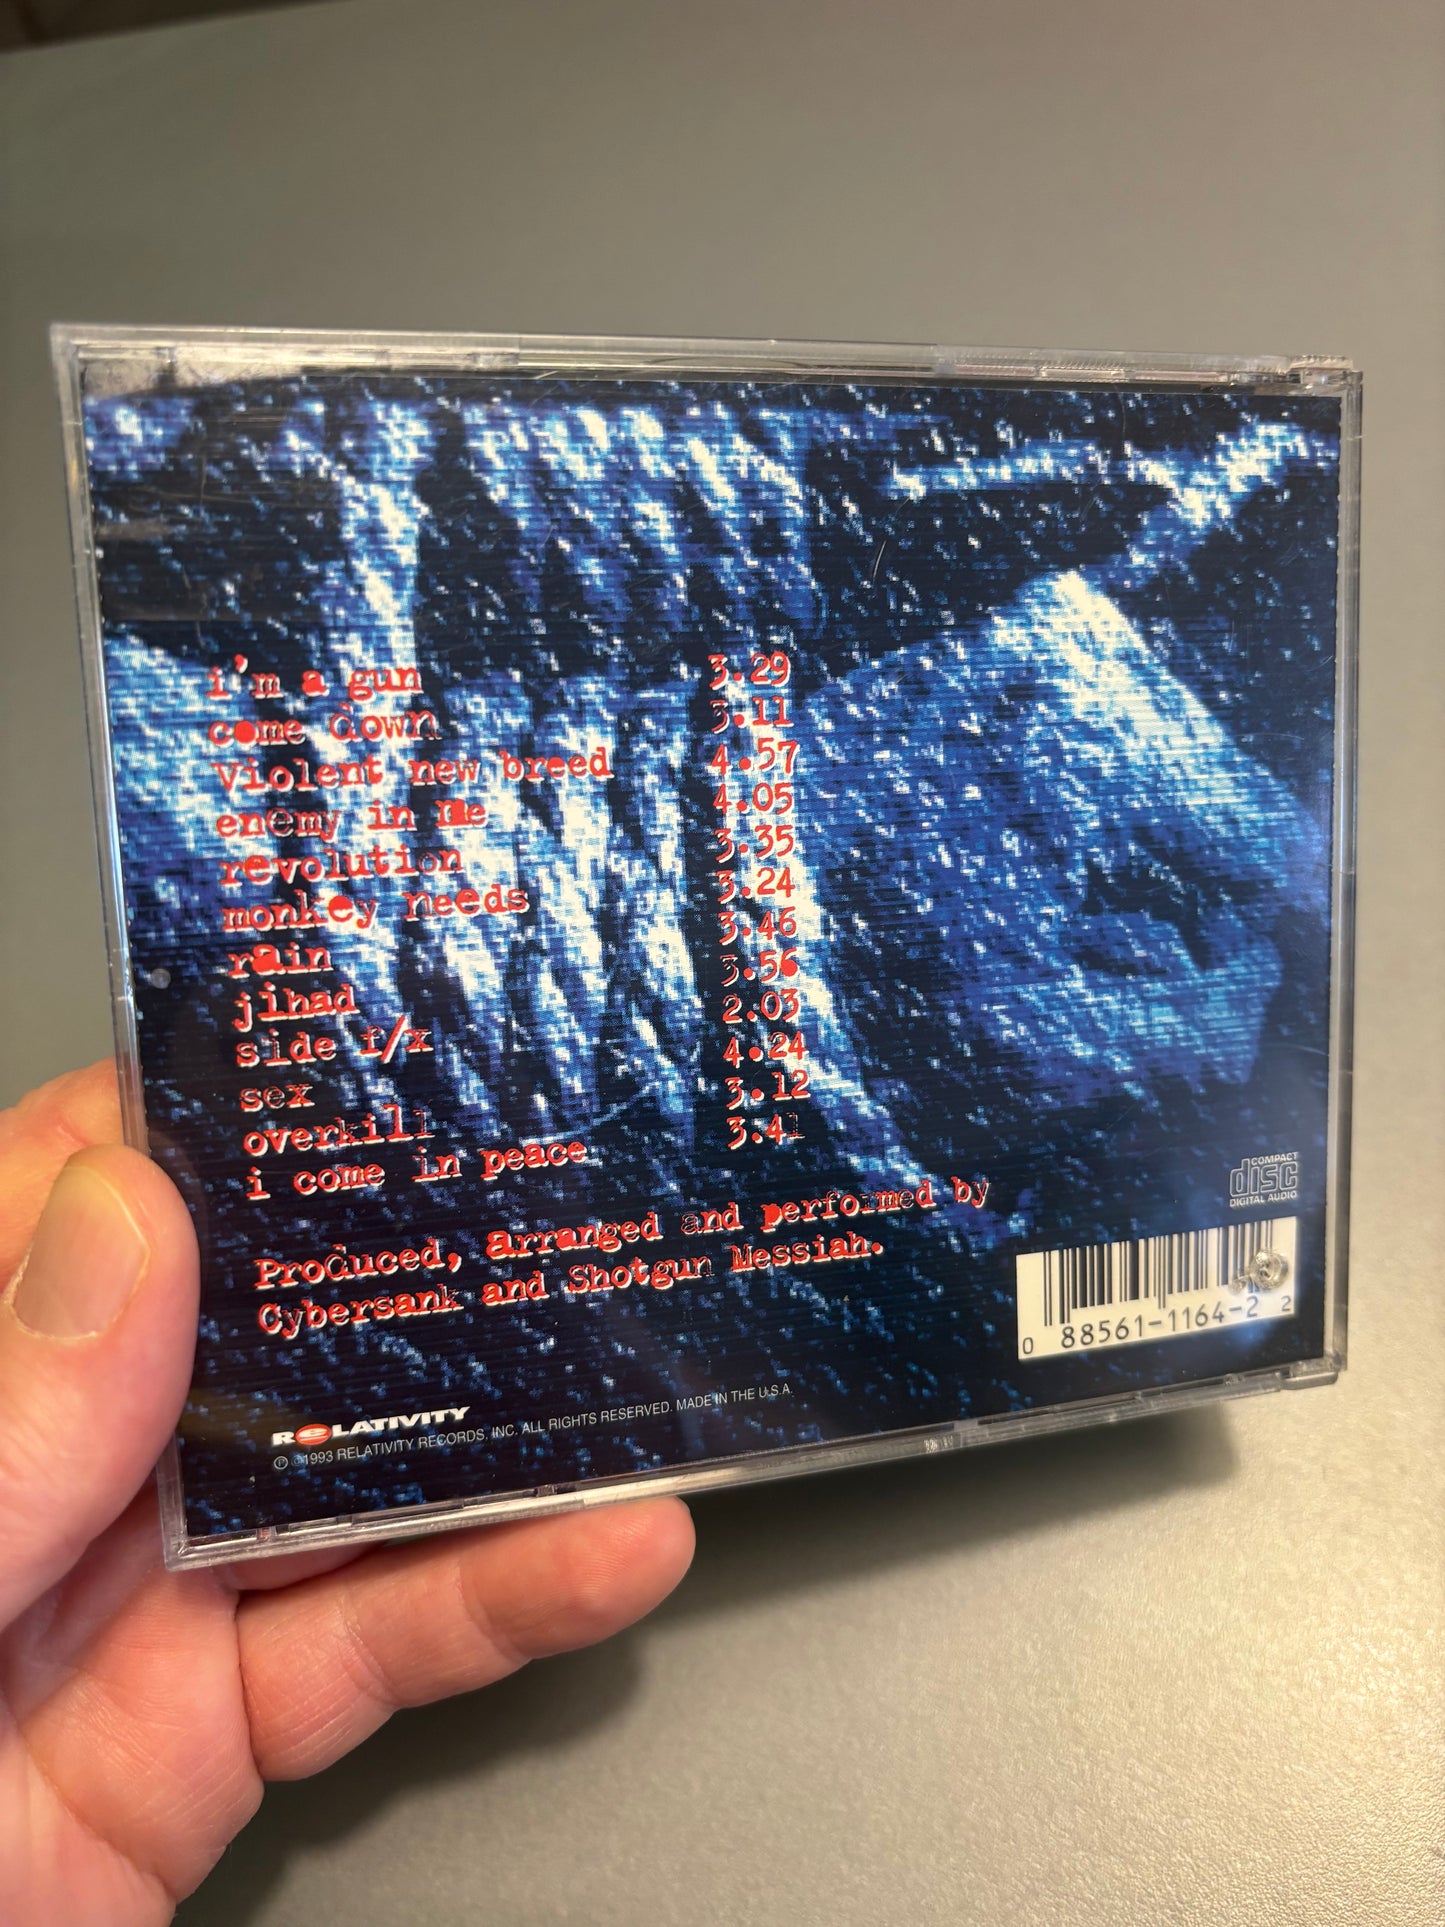 i'm a gun 3.29
come down 3.11
Violent new breed 4.57
enemy in me 4.05
revolution 3.35
monkey needs 3.24
rain 3.46
jihad 3.56
side f/x 2.03
sex 4.24
overkill 3.12
i come in peace 3.41
Produced, arranged and performed by
Cybersank and Shotgun Messiah.
COMPACT
disc
DIGITAL AUDIO
0 88561-1164-2 2
ReLATIVITY
℗ ©1993 RELATIVITY RECORDS, INC. ALL RIGHTS RESERVED. MADE IN THE U.S.A.